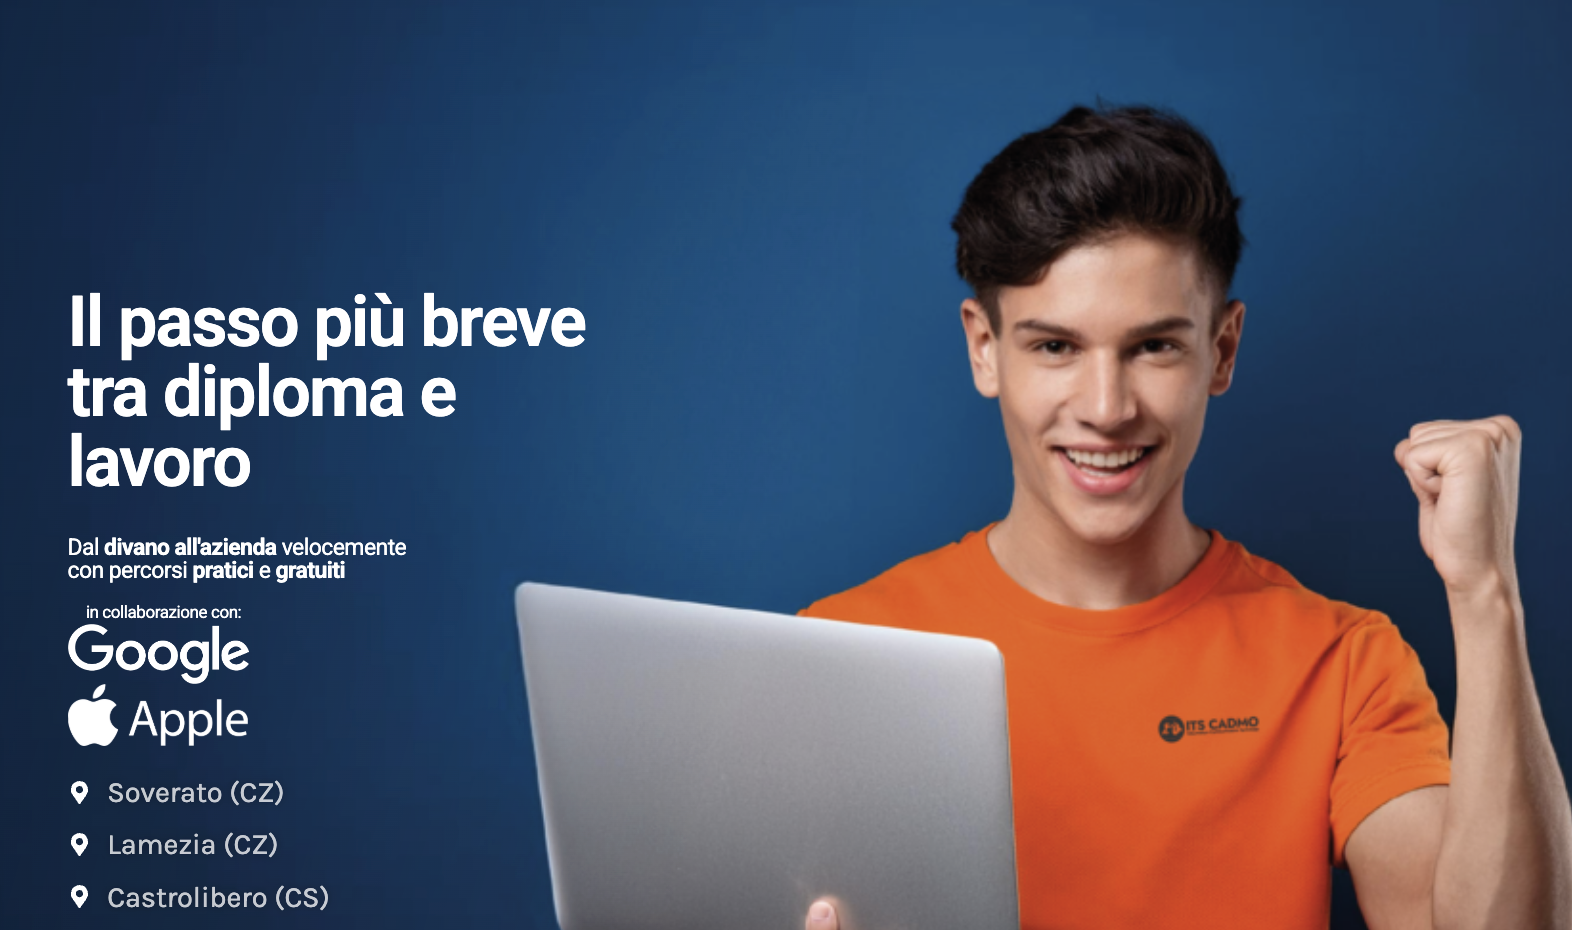 Il passo più breve
tra diploma e
lavoro
Dal divano all'azienda velocemente
con percorsi pratici e gratuiti
in collaborazione con:
Google
Apple
Soverato (CZ)
Lamezia (CZ)
Castrolibero (CS)
ITS CADMO